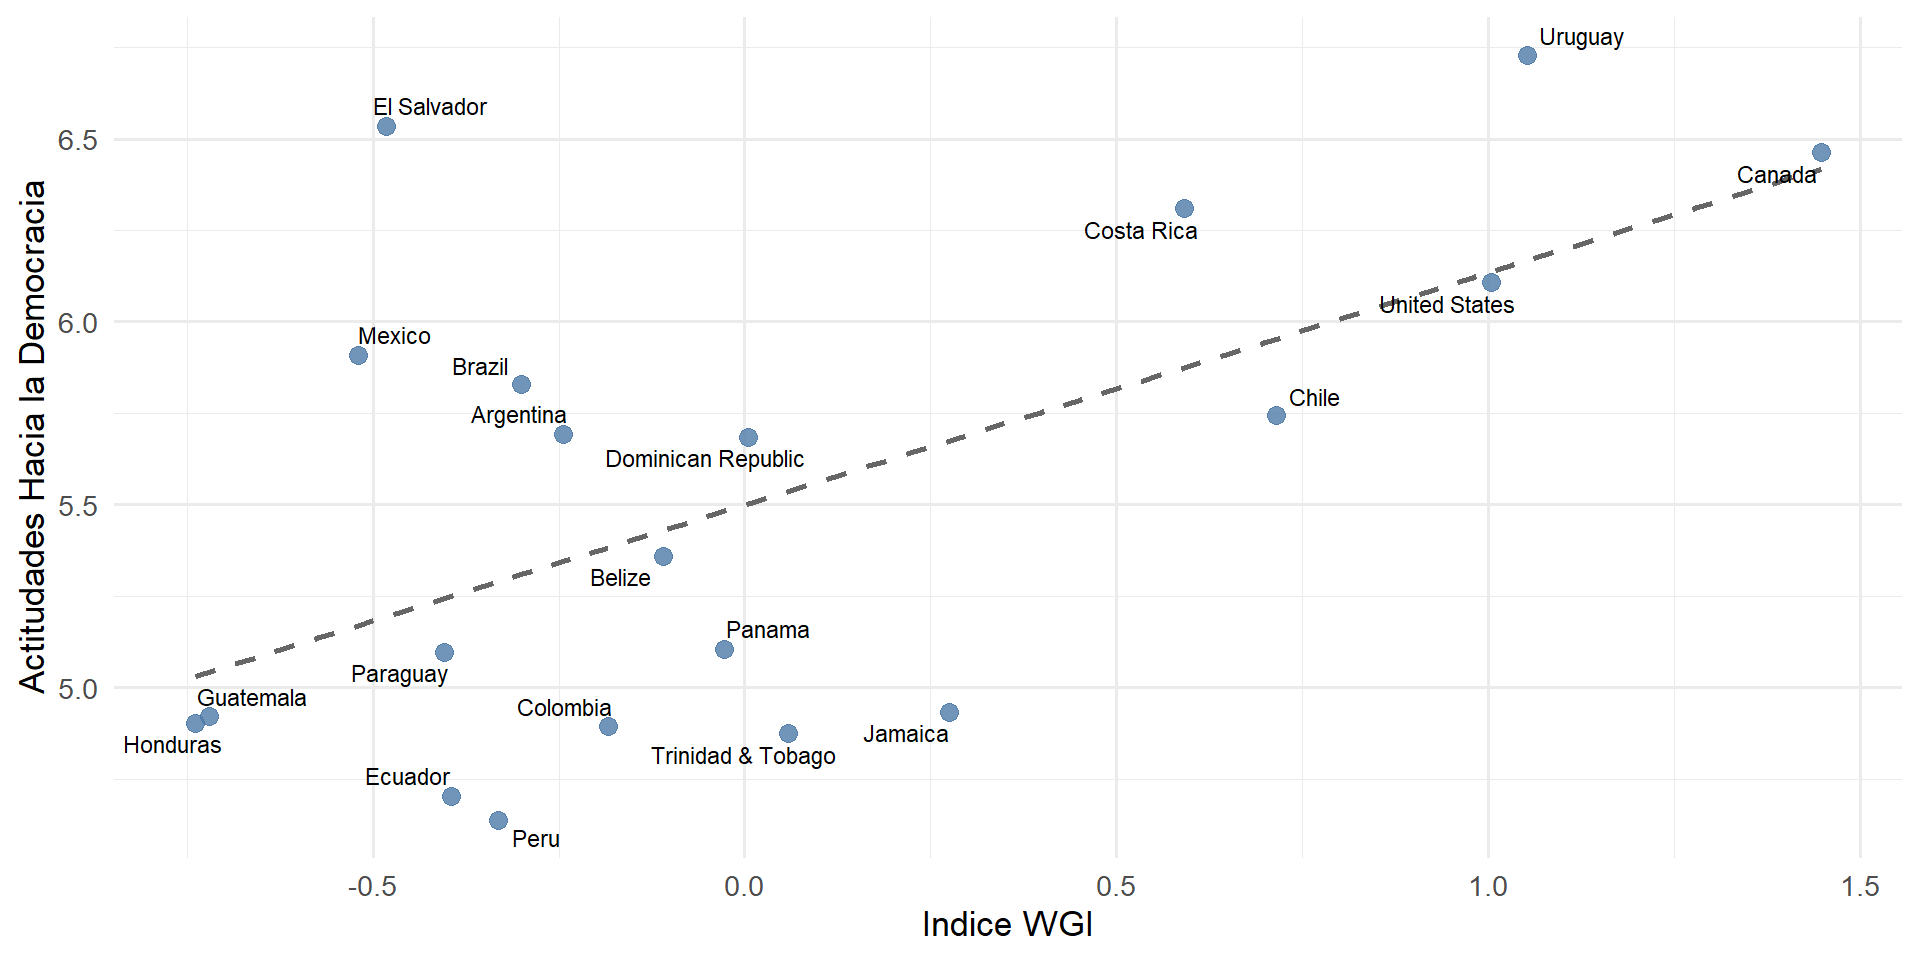 Uruguay
El Salvador
6.5
Canada
Costa Rica
United States
6.0
Mexico
Brazil
Chile
Argentina
Dominican Republic
5.5
Belize
Panama
Paraguay
5.0
Guatemala
Colombia
Jamaica
Honduras
Trinidad & Tobago
Ecuador
Peru
-0.5 0.0 0.5 1.0 1.5
Indice WGI
Actitudades Hacia la Democracia